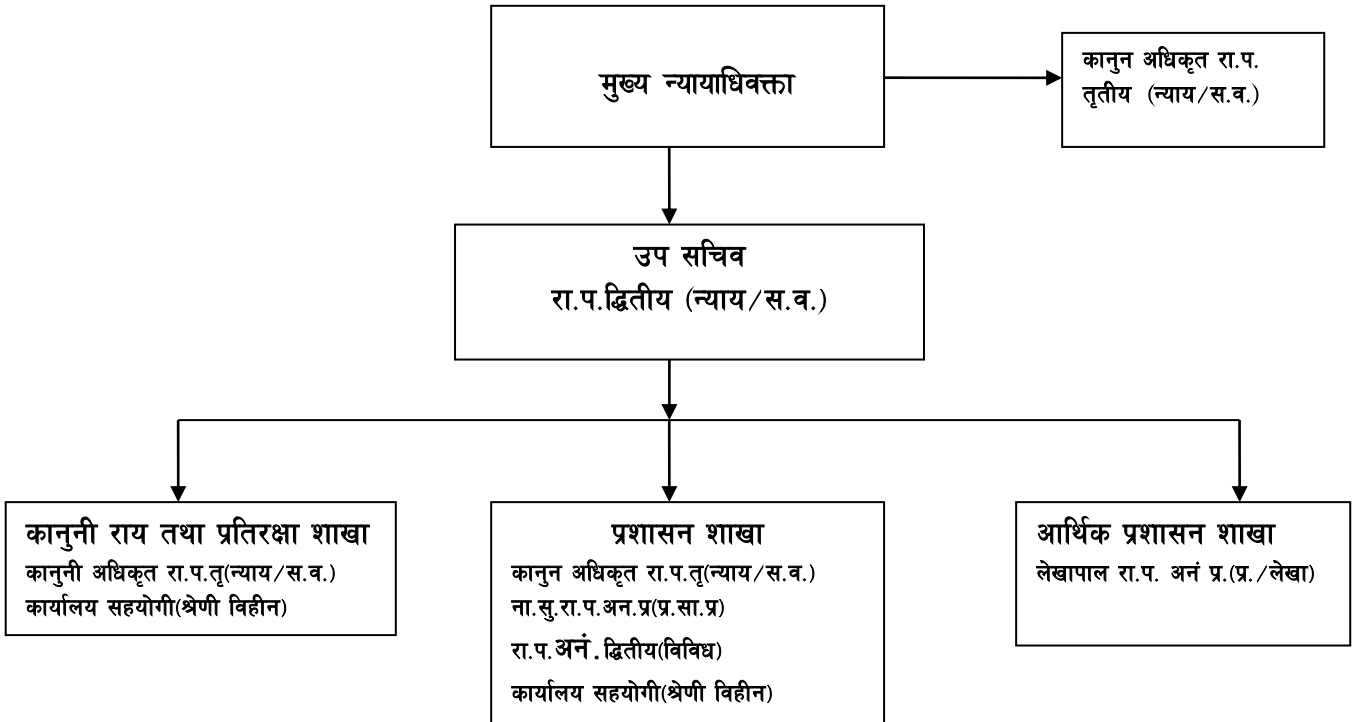 मुख्य न्यायाधिवक्ता
कानुन अधिकृत रा.प.
तृतीय (न्याय/स.व.)
उप सचिव
रा.प.द्धितीय (न्याय/स.व.)
कानुनी राय तथा प्रतिरक्षा शाखा
कानुनी अधिकृत रा.प.तृ(न्याय/स.व.)
कार्यालय सहयोगी(श्रेणी विहीन)
प्रशासन शाखा
कानुन अधिकृत रा.प.तृ(न्याय/स.व.)
ना.सु.रा.प.अन.प्र(प्र.सा.प्र)
रा.प.अनं.द्धितीय(विविध)
कार्यालय सहयोगी(श्रेणी विहीन)
आर्थिक प्रशासन शाखा
लेखापाल रा.प. अनं प्र.(प्र./लेखा)